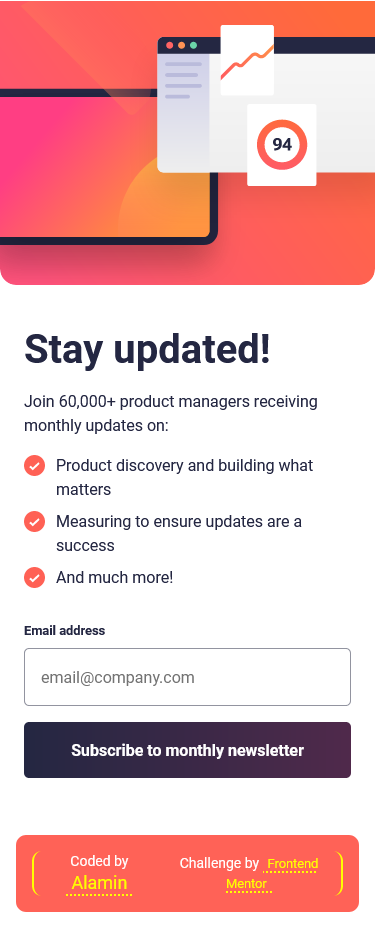 94
Stay updated!
Join 60,000+ product managers receiving
monthly updates on:
Product discovery and building what
matters
Measuring to ensure updates are a
success
And much more!
Email address
email@company.com
Subscribe to monthly newsletter
Coded by
Alamin
Challenge by Frontend
Mentor